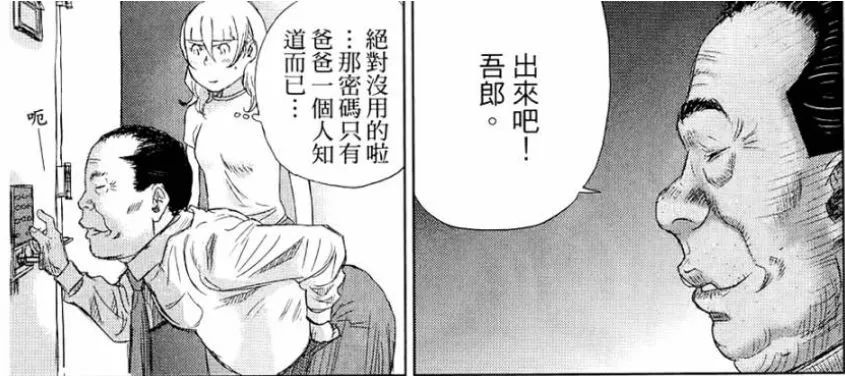 出來吧！
吾郎。
絕對沒用的啦
…那密碼只有
爸爸一個人知
道而已…
呃